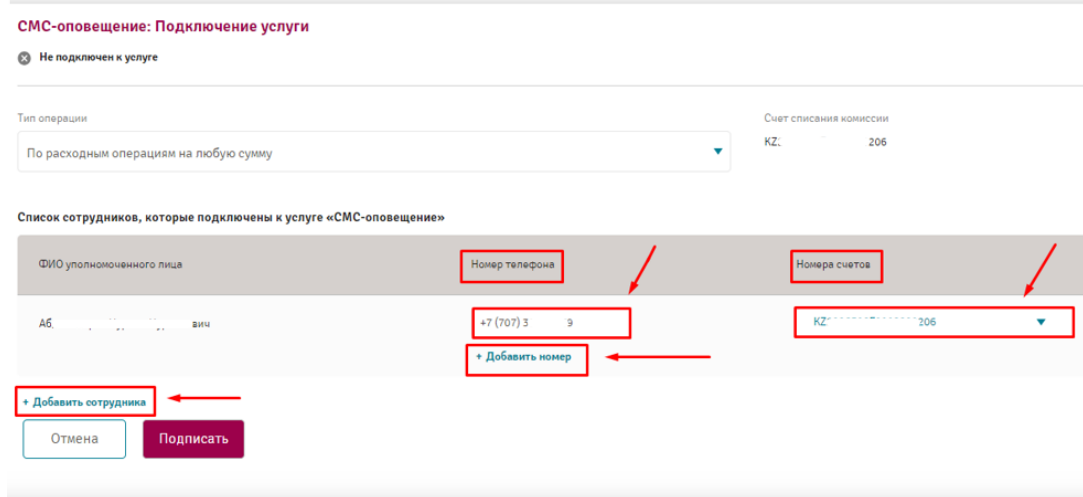 СМС-оповещение: Подключение услуги
Не подключен к услуге
Тип операции
Счет списания комиссии
По расходным операциям на любую сумму
KZ 206
Список сотрудников, которые подключены к услуге «СМС-оповещение»
ФИО уполномоченного лица
Номер телефона
Номера счетов
Аб вич
+7 (707) 3 9
KZ 206
+ Добавить номер
+ Добавить сотрудника
Отмена
Подписать